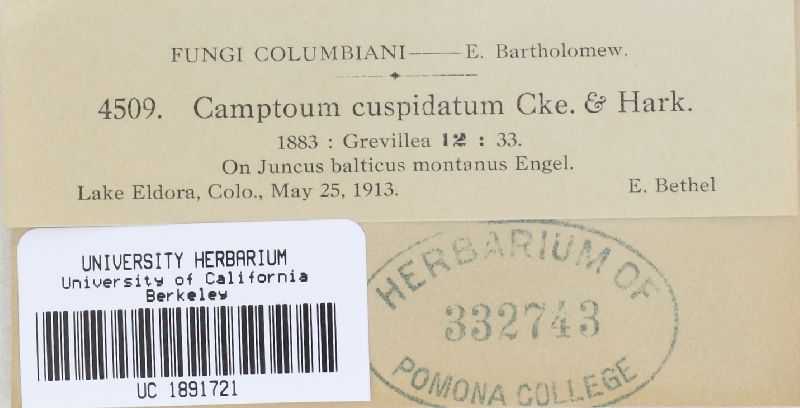 FUNGI COLUMBIANI—E. Bartholomew.
4509. Camptoum cuspidatum Cke. & Hark.
1883 : Grevillea 12 : 33.
On Juncus balticus montanus Engel.
Lake Eldora, Colo., May 25, 1913. E. Bethel
UNIVERSITY HERBARIUM
University of California
Berkeley
UC 1891721
HERBARIUM OF
332743
POMONA COLLEGE